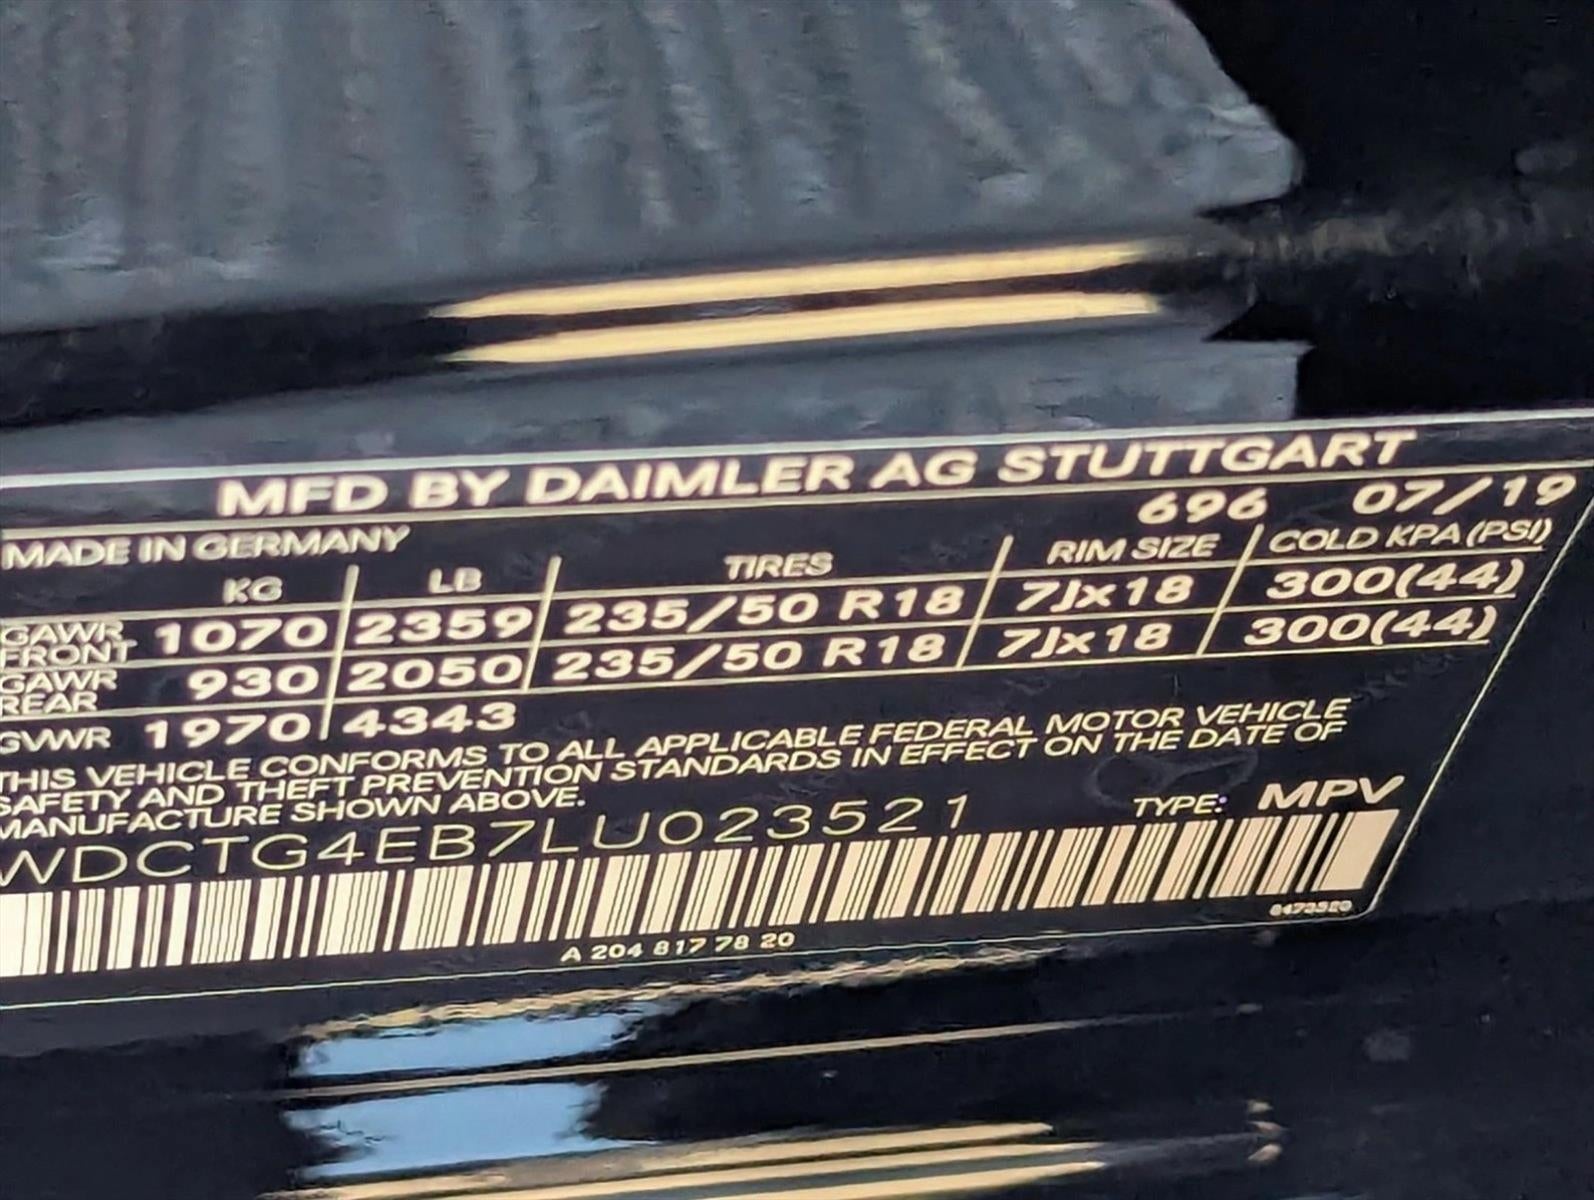 MFD BY DAIMLER AG STUTTGART
MADE IN GERMANY 696 07/19
KG LB TIRES RIM SIZE COLD KPA (PSI)
GAWR FRONT 1070 2359 235/50 R18 7Jx18 300(44)
GAWR REAR 930 2050 235/50 R18 7Jx18 300(44)
GVWR 1970 4343
THIS VEHICLE CONFORMS TO ALL APPLICABLE FEDERAL MOTOR VEHICLE
SAFETY AND THEFT PREVENTION STANDARDS IN EFFECT ON THE DATE OF
MANUFACTURE SHOWN ABOVE.
WDCTG4EB7LU023521 TYPE: MPV
A 204 817 78 20